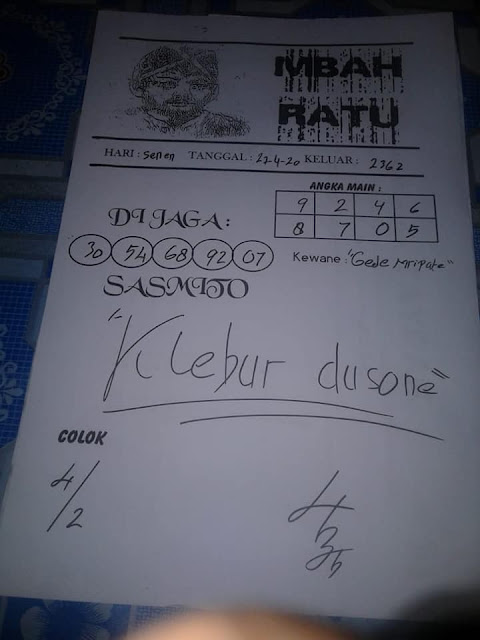 MBAH
RATU
HARI : Senen TANGGAL : 27-4-20 KELUAR : 2362
ANGKA MAIN :
9 2 4 6
8 7 0 5
DI JAGA :
30 54 68 92 07
Kewane : "Gede Mripate"
SASMITO
"Klebur dusone"
COLOK
4/2
4
3